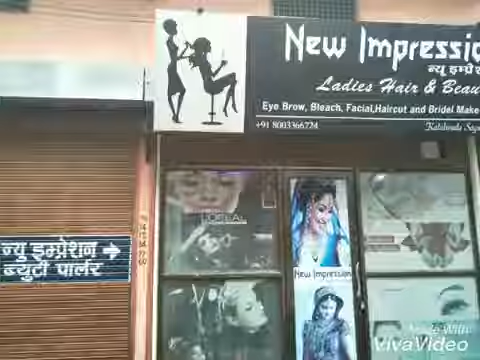 New Impressio
न्यू इम्प्रेश
Ladies Hair & Beau
Eye Brow, Bleach, Facial,Haircut and Bridel Make
+91 8003366724
न्यु इम्प्रेशन
ब्युटी पार्लर
L'OREAL
New Impression
Made With
VivaVideo